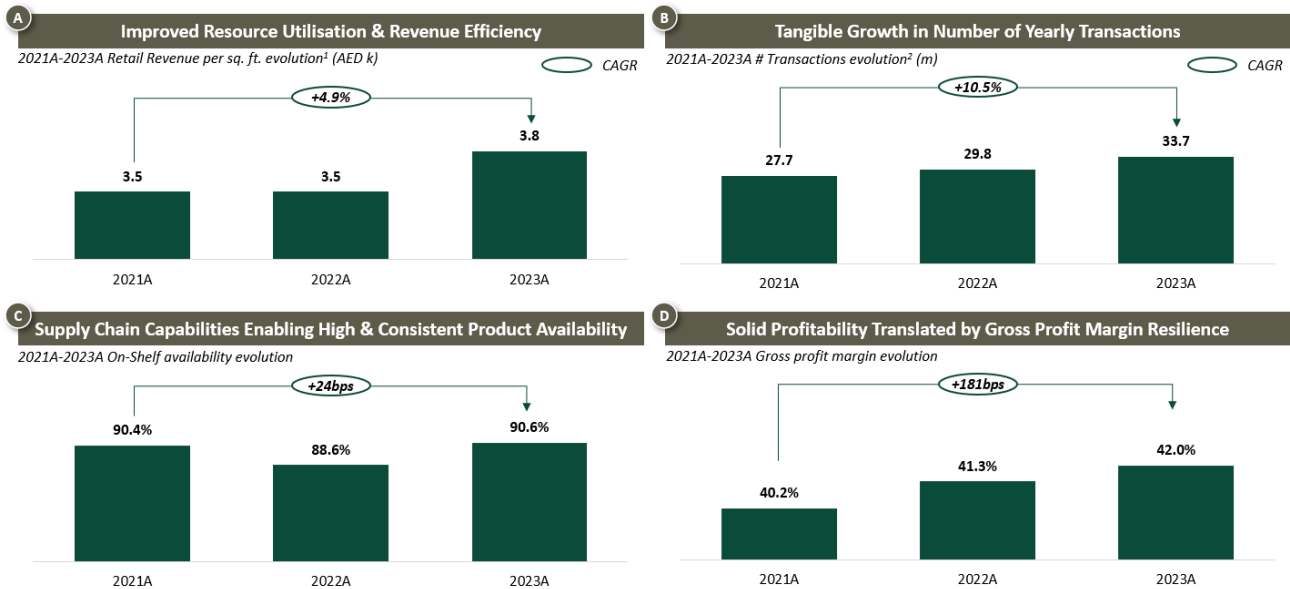 A
Improved Resource Utilisation & Revenue Efficiency
2021A-2023A Retail Revenue per sq. ft. evolution¹ (AED k)
CAGR
+4.9%
3.5
3.5
3.8
2021A
2022A
2023A
B
Tangible Growth in Number of Yearly Transactions
2021A-2023A # Transactions evolution² (m)
CAGR
+10.5%
27.7
29.8
33.7
2021A
2022A
2023A
C
Supply Chain Capabilities Enabling High & Consistent Product Availability
2021A-2023A On-Shelf availability evolution
+24bps
90.4%
88.6%
90.6%
2021A
2022A
2023A
D
Solid Profitability Translated by Gross Profit Margin Resilience
2021A-2023A Gross profit margin evolution
+181bps
40.2%
41.3%
42.0%
2021A
2022A
2023A